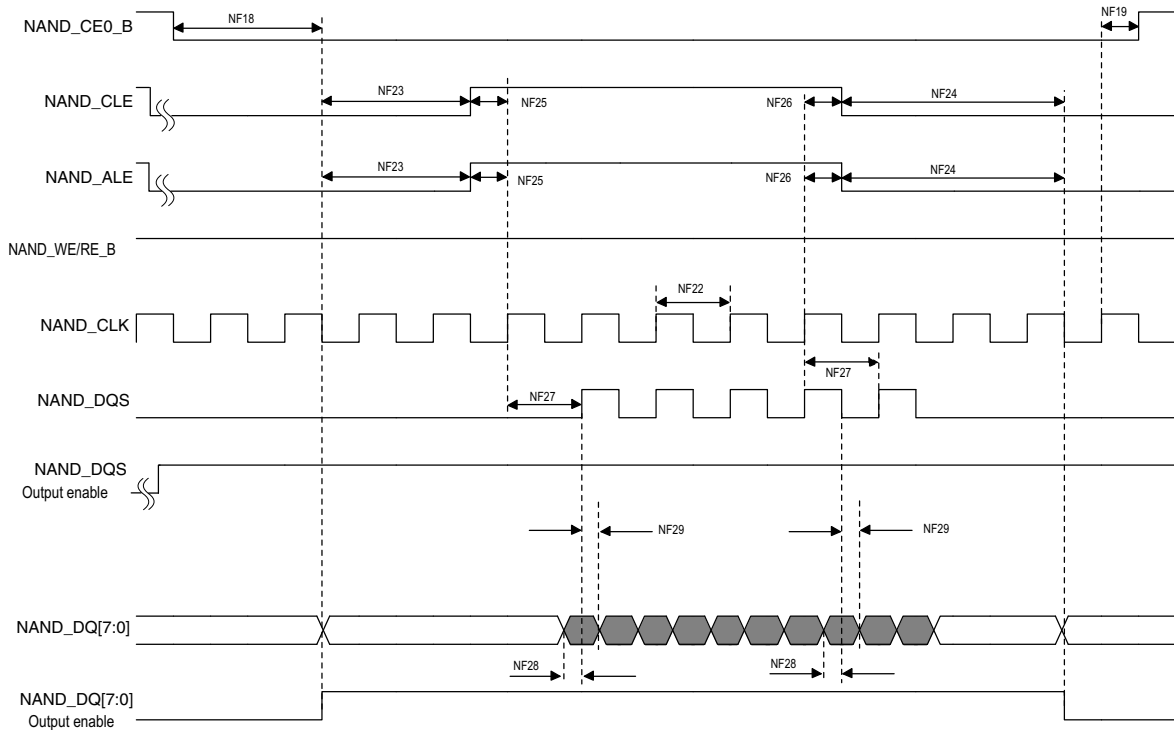 NAND_CE0_B
NF18
NF19
NAND_CLE
NF23
NF25
NF26
NF24
NAND_ALE
NF23
NF25
NF26
NF24
NAND_WE/RE_B
NF22
NAND_CLK
NF27
NAND_DQS
NF27
NAND_DQS
Output enable
NF29
NF29
NAND_DQ[7:0]
NF28
NF28
NAND_DQ[7:0]
Output enable